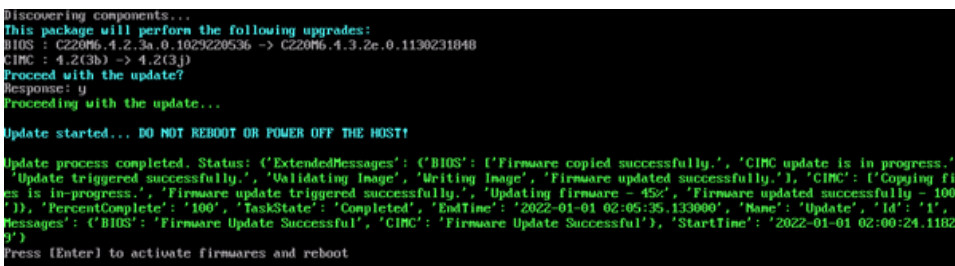 Discovering components...
This package will perform the following upgrades:
BIOS : C220M6.4.2.3a.0.1029220536 -> C220M6.4.3.2e.0.1130231848
CIMC : 4.2(3b) -> 4.2(3j)
Proceed with the update?
Response: y
Proceeding with the update...
Update started... DO NOT REBOOT OR POWER OFF THE HOST!
Update process completed. Status: {'ExtendedMessages': {'BIOS': ['Firmware copied successfully.', 'CIMC update is in progress.'
'Update triggered successfully.', 'Validating Image', 'Writing Image', 'Firmware updated successfully.'], 'CIMC': ['Copying fi
es is in-progress.', 'Firmware update triggered successfully.', 'Updating firmware - 45%', 'Firmware updated successfully - 100
']}, 'PercentComplete': '100', 'TaskState': 'Completed', 'EndTime': '2022-01-01 02:05:35.133000', 'Name': 'Update', 'Id': '1',
Messages': {'BIOS': 'Firmware Update Successful', 'CIMC': 'Firmware Update Successful'}, 'StartTime': '2022-01-01 02:00:24.1182
9'}
Press [Enter] to activate firmwares and reboot